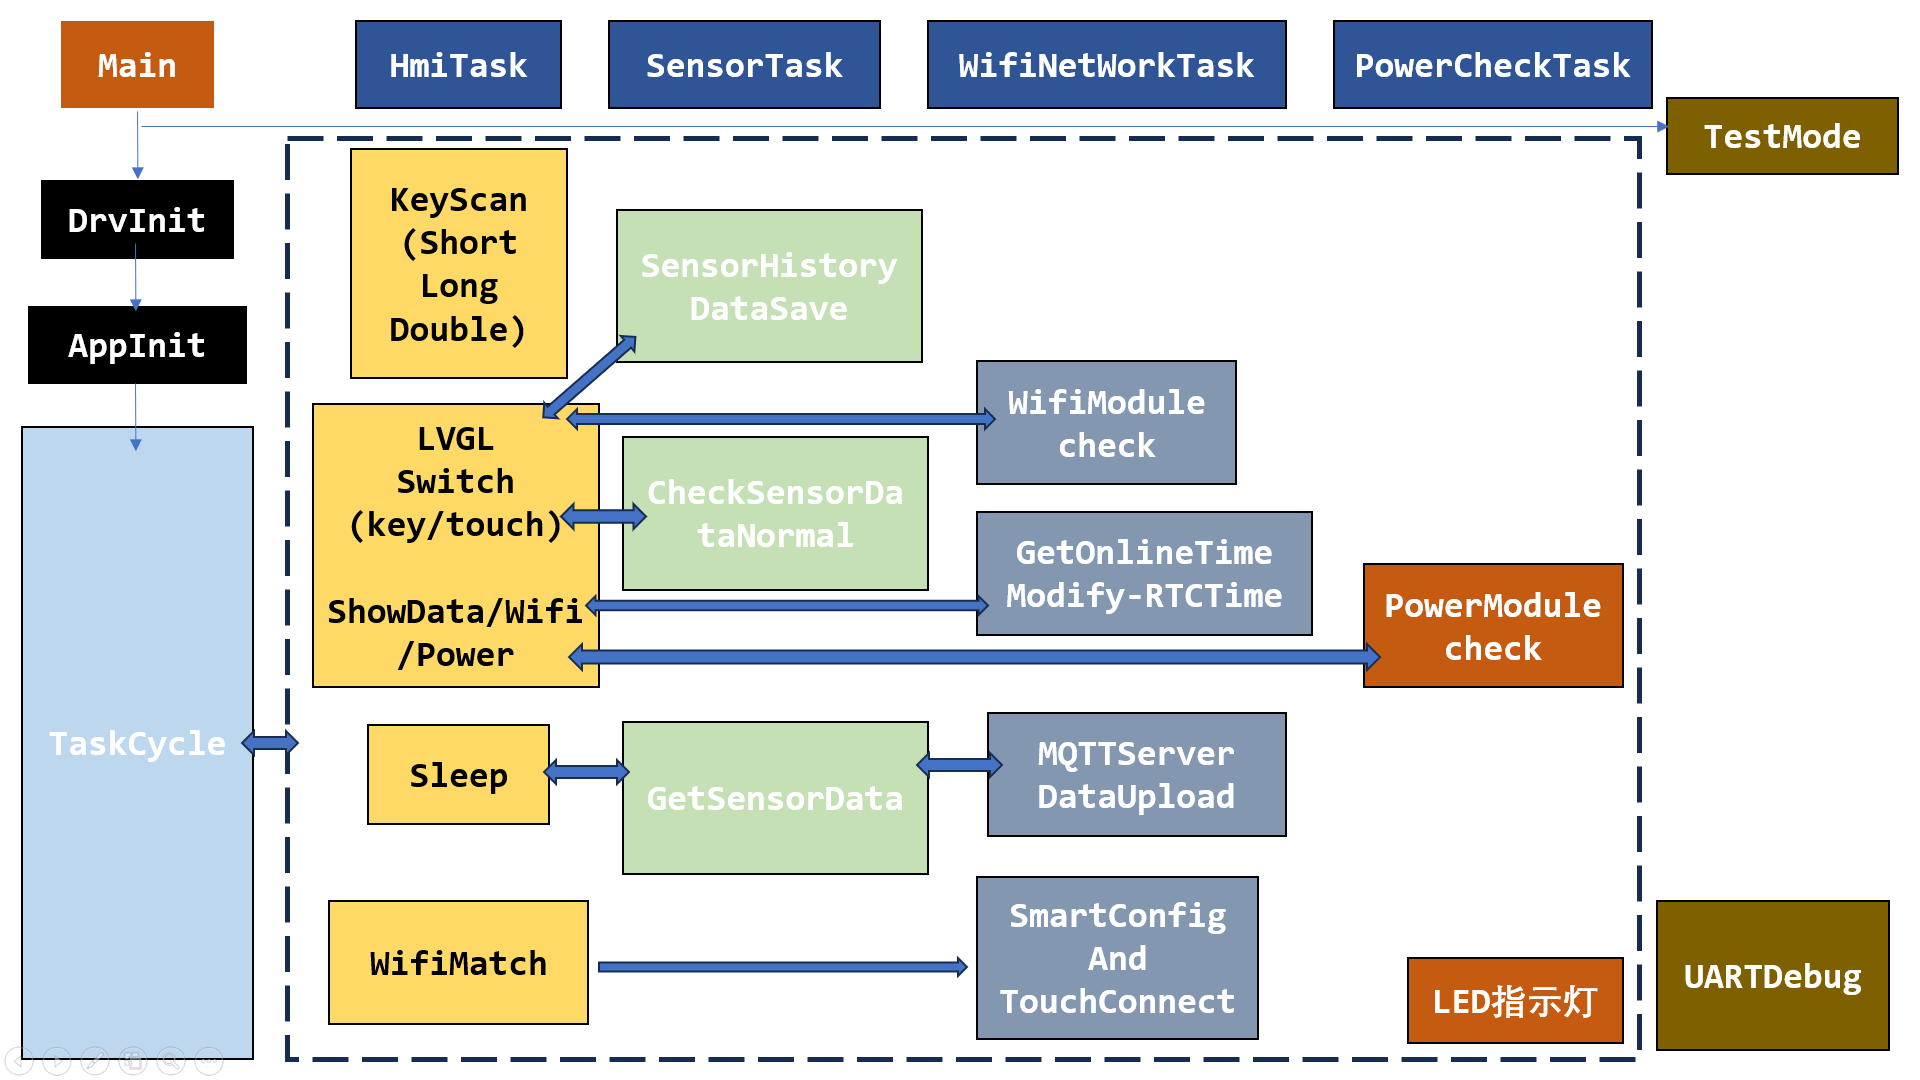 Main
HmiTask
SensorTask
WifiNetWorkTask
PowerCheckTask
TestMode
DrvInit
AppInit
TaskCycle
KeyScan
(Short
Long
Double)
SensorHistory
DataSave
WifiModule
check
LVGL
Switch
(key/touch)
ShowData/Wifi
/Power
CheckSensorDa
taNormal
GetOnlineTime
Modify-RTCTime
PowerModule
check
Sleep
GetSensorData
MQTTServer
DataUpload
WifiMatch
SmartConfig
And
TouchConnect
LED指示灯
UARTDebug